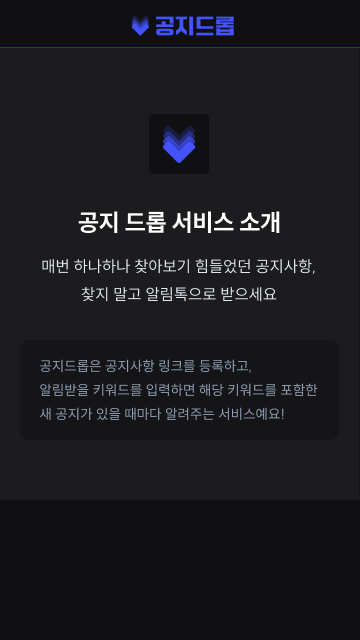 공지드롭
공지 드롭 서비스 소개
매번 하나하나 찾아보기 힘들었던 공지사항,
찾지 말고 알림톡으로 받으세요
공지드롭은 공지사항 링크를 등록하고,
알림받을 키워드를 입력하면 해당 키워드를 포함한
새 공지가 있을 때마다 알려주는 서비스예요!